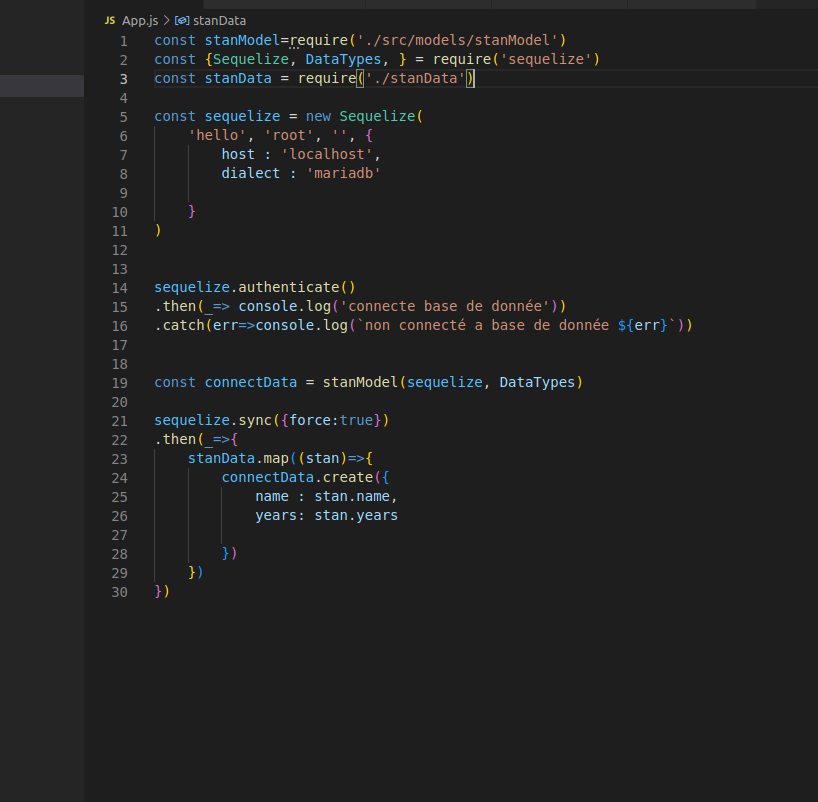 JS App.js > stanData
1 const stanModel=require('./src/models/stanModel')
2 const {Sequelize, DataTypes, } = require('sequelize')
3 const stanData = require('./stanData')
4
5 const sequelize = new Sequelize(
6 'hello', 'root', '', {
7 host : 'localhost',
8 dialect : 'mariadb'
9
10 }
11 )
12
13
14 sequelize.authenticate()
15 .then(_=> console.log('connecte base de donnée'))
16 .catch(err=>console.log(`non connecté a base de donnée ${err}`))
17
18
19 const connectData = stanModel(sequelize, DataTypes)
20
21 sequelize.sync({force:true})
22 .then(_=>{
23 stanData.map((stan)=>{
24 connectData.create({
25 name : stan.name,
26 years: stan.years
27
28 })
29 })
30 })